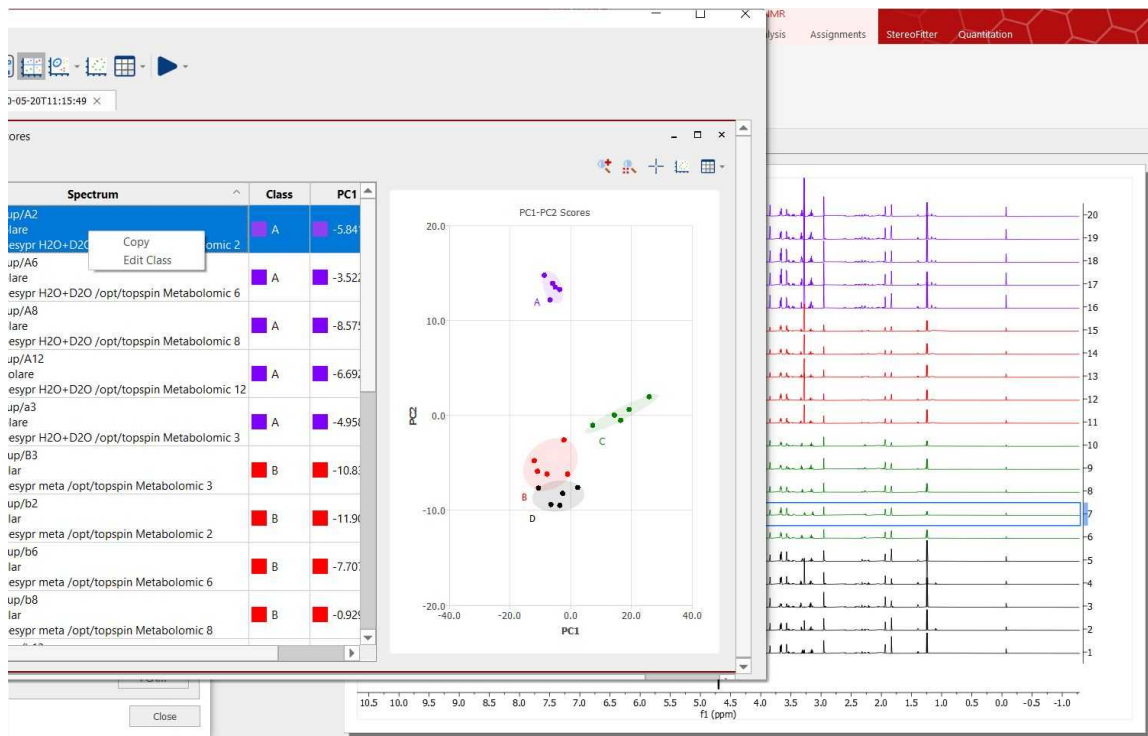 NMR
lysis Assignments StereoFitter Quantitation
0-05-20T11:15:49 ×
ores
Spectrum Class PC1
up/A2
lare A -5.841
esypr H2O+D2O omic 2
Copy
Edit Class
up/A6
lare A -3.522
esypr H2O+D2O /opt/topspin Metabolomic 6
up/A8
lare A -8.575
esypr H2O+D2O /opt/topspin Metabolomic 8
up/A12
olare A -6.692
esypr H2O+D2O /opt/topspin Metabolomic 12
up/a3
lare A -4.958
esypr H2O+D2O /opt/topspin Metabolomic 3
up/B3
lar B -10.83
esypr meta /opt/topspin Metabolomic 3
up/b2
lar B -11.90
esypr meta /opt/topspin Metabolomic 2
up/b6
lar B -7.707
esypr meta /opt/topspin Metabolomic 6
up/b8
lar B -0.929
esypr meta /opt/topspin Metabolomic 8
PC1-PC2 Scores
20.0
10.0
0.0
-10.0
-20.0
PC2
A
C
B
D
-40.0 -20.0 0.0 20.0 40.0
PC1
20
19
18
17
16
15
14
13
12
11
10
9
8
7
6
5
4
3
2
1
Close
10.5 10.0 9.5 9.0 8.5 8.0 7.5 7.0 6.5 6.0 5.5 5.0 4.5 4.0 3.5 3.0 2.5 2.0 1.5 1.0 0.5 0.0 -0.5 -1.0
f1 (ppm)